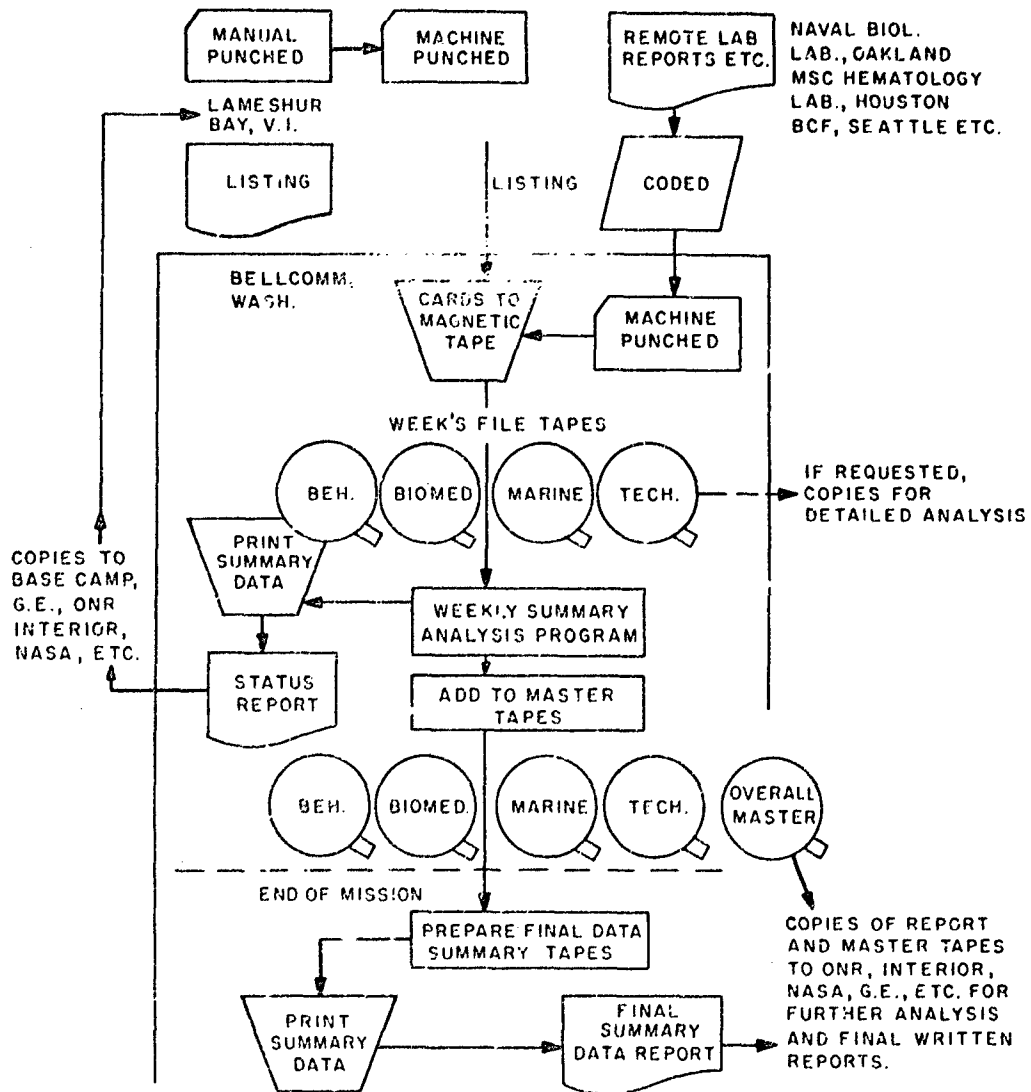 MANUAL
PUNCHED
MACHINE
PUNCHED
REMOTE LAB
REPORTS ETC.
NAVAL BIOL.
LAB., OAKLAND
MSC HEMATOLOGY
LAB., HOUSTON
BCF, SEATTLE ETC.
LAMESHUR
BAY, V.I.
LISTING
LISTING
CODED
BELLCOMM,
WASH.
CARDS TO
MAGNETIC
TAPE
MACHINE
PUNCHED
WEEK'S FILE TAPES
BEH.
BIOMED
MARINE
TECH.
IF REQUESTED,
COPIES FOR
DETAILED ANALYSIS
PRINT
SUMMARY
DATA
COPIES TO
BASE CAMP,
G.E., ONR
INTERIOR,
NASA, ETC.
WEEKLY SUMMARY
ANALYSIS PROGRAM
STATUS
REPORT
ADD TO MASTER
TAPES
BEH.
BIOMED.
MARINE
TECH.
OVERALL
MASTER
END OF MISSION
PREPARE FINAL DATA
SUMMARY TAPES
COPIES OF REPORT
AND MASTER TAPES
TO ONR, INTERIOR,
NASA, G.E., ETC. FOR
FURTHER ANALYSIS
AND FINAL WRITTEN
REPORTS.
PRINT
SUMMARY
DATA
FINAL
SUMMARY
DATA REPORT